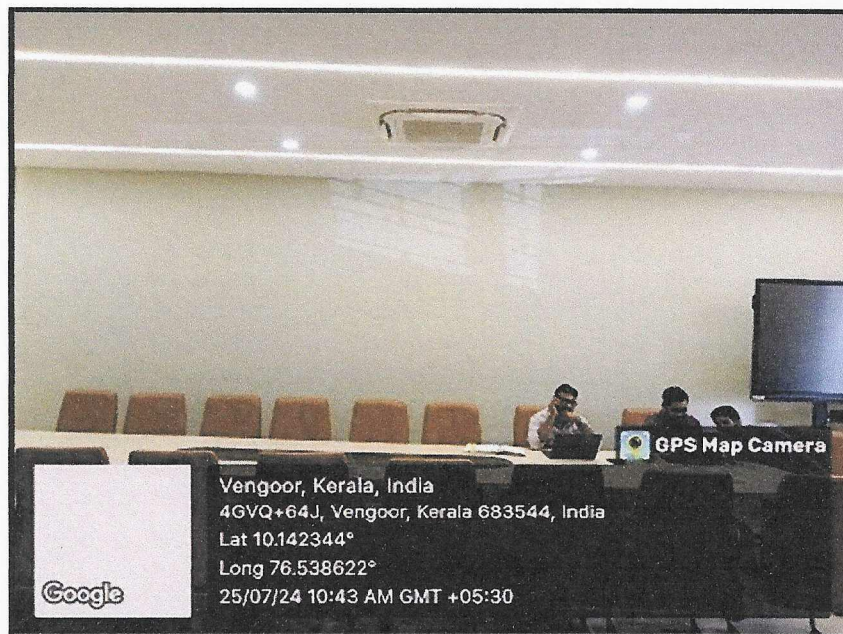 GPS Map Camera
Vengoor, Kerala, India
4GVQ+64J, Vengoor, Kerala 683544, India
Lat 10.142344°
Long 76.538622°
25/07/24 10:43 AM GMT +05:30
Google